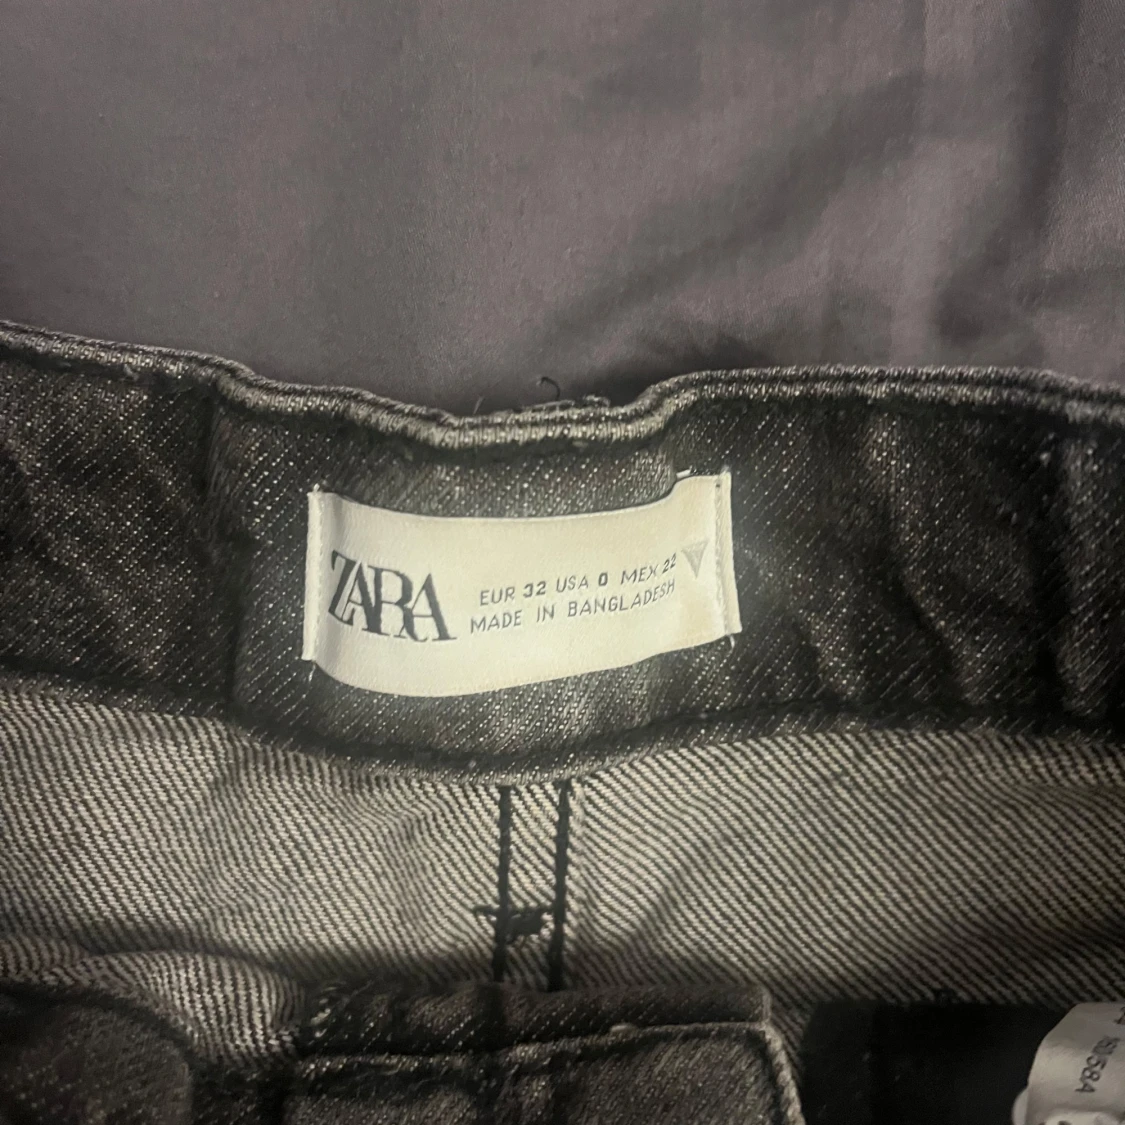 ZARA
EUR 32 USA 0 MEX 22
MADE IN BANGLADESH